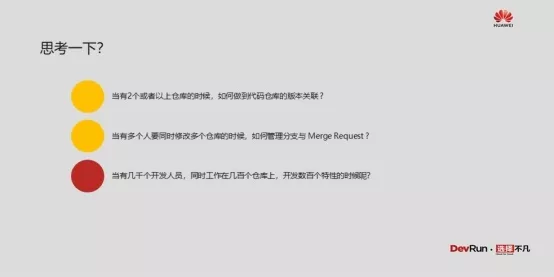 HUAWEI
思考一下?
当有2个或者以上仓库的时候，如何做到代码仓库的版本关联？
当有多个人要同时修改多个仓库的时候。如何管理分支与 Merge Request？
当有几千个开发人员，同时工作在几百个仓库上，开发数百个特性的时候呢?
DevRun · 选择不凡